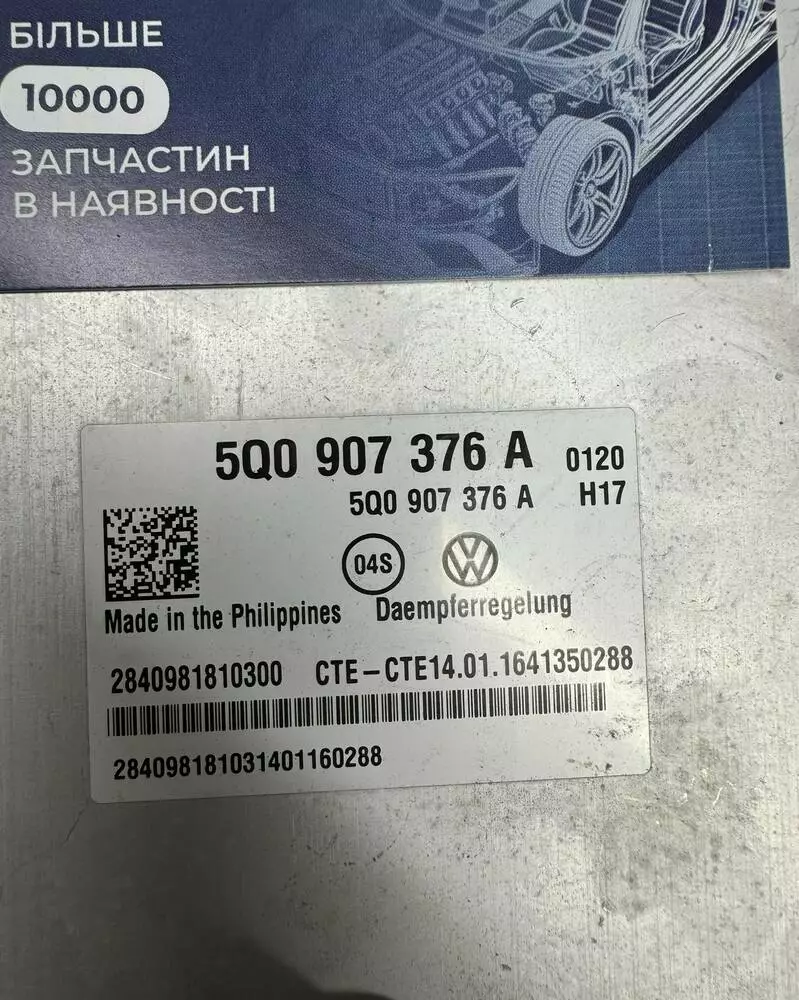 БІЛЬШЕ
10000
ЗАПЧАСТИН
В НАЯВНОСТІ
5Q0 907 376 A 0120
5Q0 907 376 A H17
04S
Made in the Philippines Daempferregelung
2840981810300 CTE-CTE14.01.1641350288
284098181031401160288